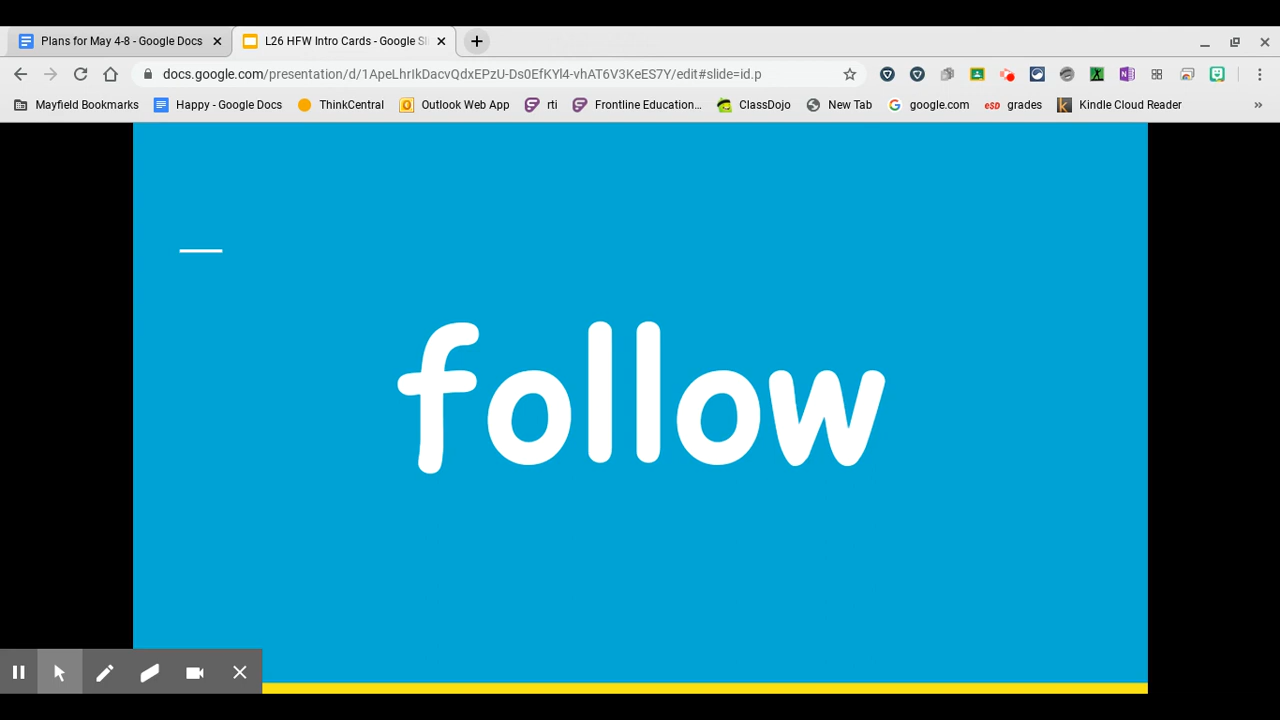 Plans for May 4-8 - Google Docs
L26 HFW Intro Cards - Google Sl
docs.google.com/presentation/d/1ApeLhrIkDacvQdxEPzU-Ds0EfKYl4-vhAT6V3KeES7Y/edit#slide=id.p
Mayfield Bookmarks Happy - Google Docs ThinkCentral Outlook Web App rti Frontline Education... ClassDojo New Tab google.com esd grades Kindle Cloud Reader »
follow